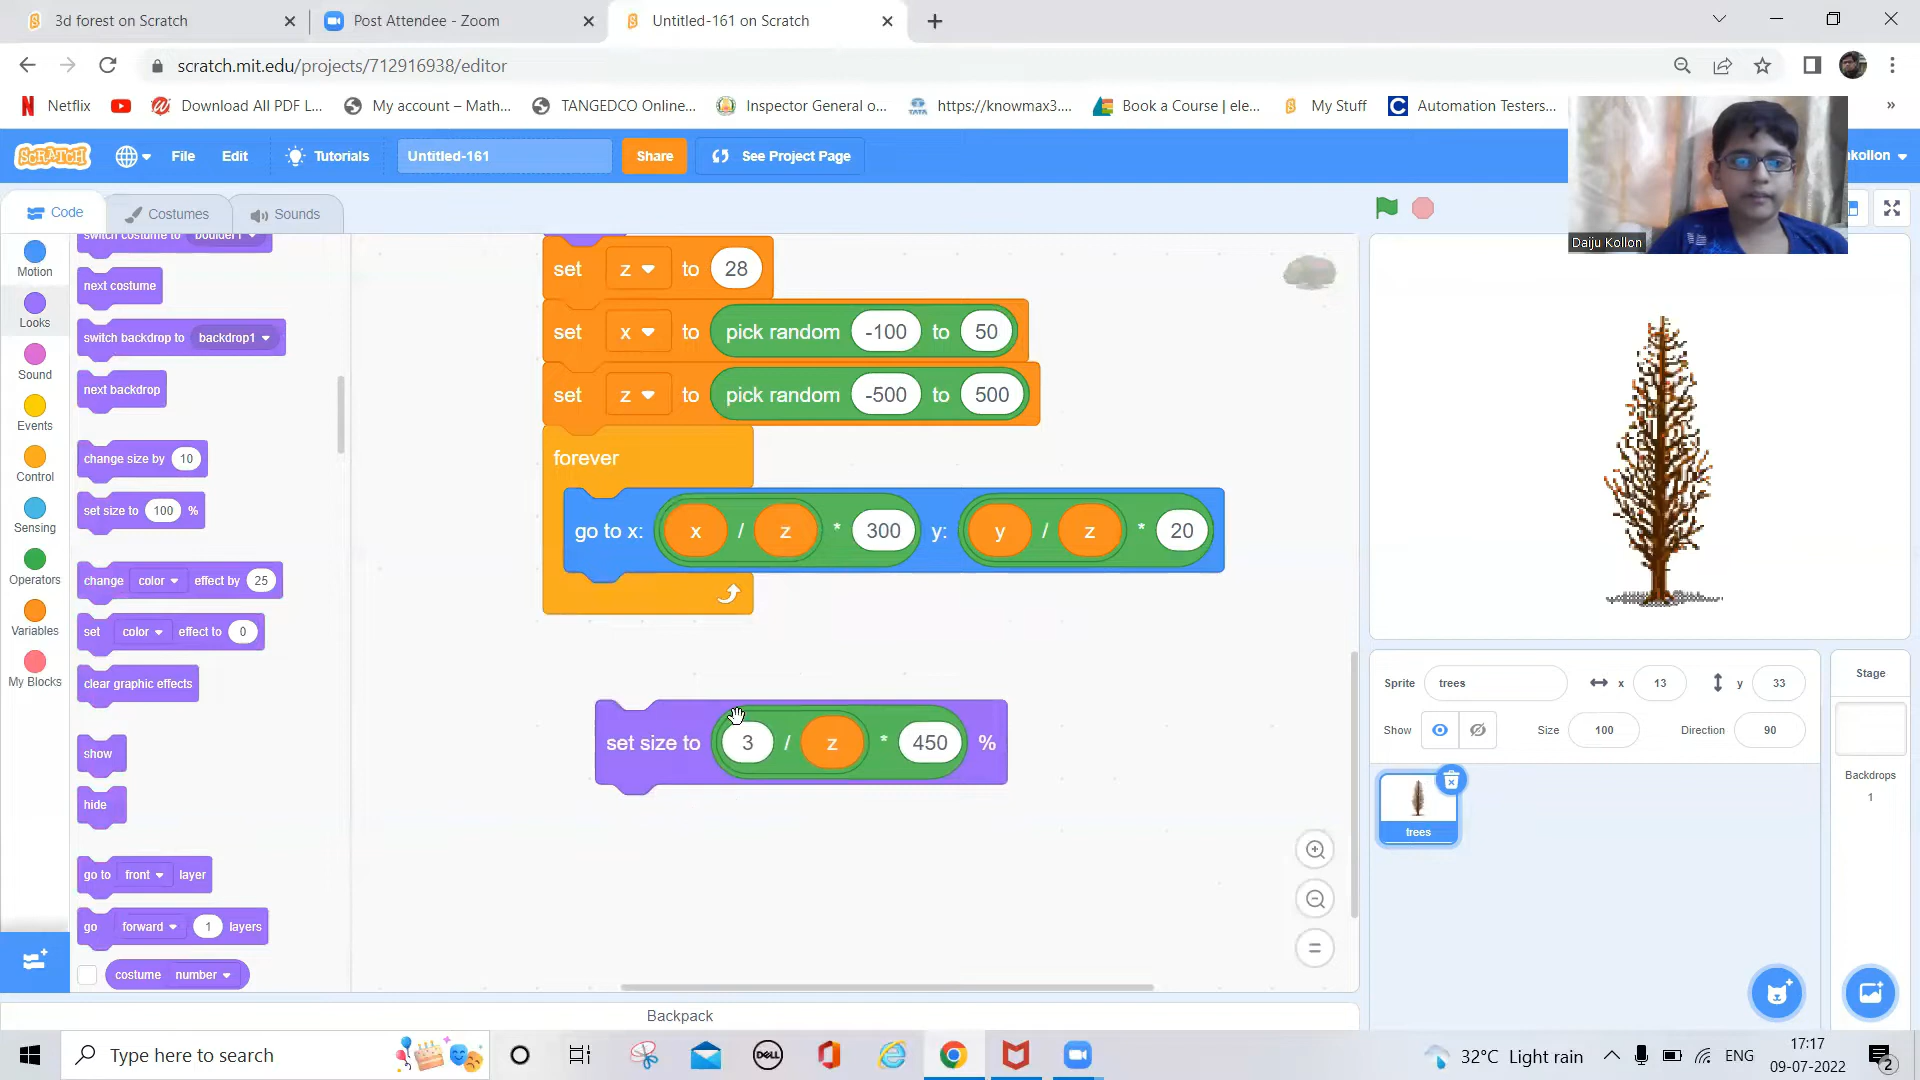 3d forest on Scratch
Post Attendee - Zoom
Untitled-161 on Scratch
scratch.mit.edu/projects/712916938/editor
Netflix
Download All PDF L...
My account – Math...
TANGEDCO Online...
Inspector General o...
https://knowmax3....
Book a Course | ele...
My Stuff
Automation Testers...
SCRATCH
File
Edit
Tutorials
Untitled-161
Share
See Project Page
kollon
Code
Costumes
Sounds
Daiju Kollon
Motion
Looks
Sound
Events
Control
Sensing
Operators
Variables
My Blocks
switch costume to boulder1
next costume
switch backdrop to backdrop1
next backdrop
change size by 10
set size to 100 %
change color effect by 25
set color effect to 0
clear graphic effects
show
hide
go to front layer
go forward 1 layers
costume number
set z to 28
set x to pick random -100 to 50
set z to pick random -500 to 500
forever
go to x: x / z * 300 y: y / z * 20
set size to 3 / z * 450 %
Sprite trees x 13 y 33
Show Size 100 Direction 90
trees
Stage
Backdrops
1
Backpack
Type here to search
DELL
32°C Light rain
ENG
17:17
09-07-2022
2